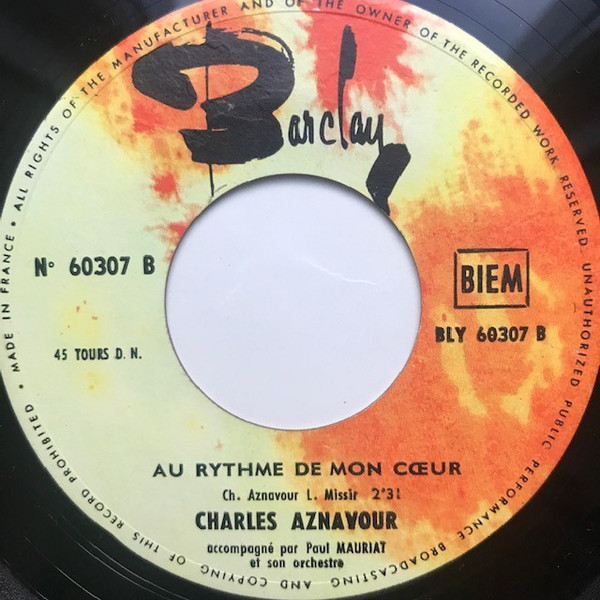 • MADE IN FRANCE • ALL RIGHTS OF THE MANUFACTURER AND OF THE OWNER OF THE RECORDED WORK RESERVED UNAUTHORIZED PUBLIC PERFORMANCE BROADCASTING AND COPYING OF THIS RECORD PROHIBITED
Barclay
N° 60307 B
BIEM
BLY 60307 B
45 TOURS D. N.
AU RYTHME DE MON CŒUR
Ch. Aznavour L. Missir 2'31
CHARLES AZNAVOUR
accompagné par Paul MAURIAT
et son orchestre